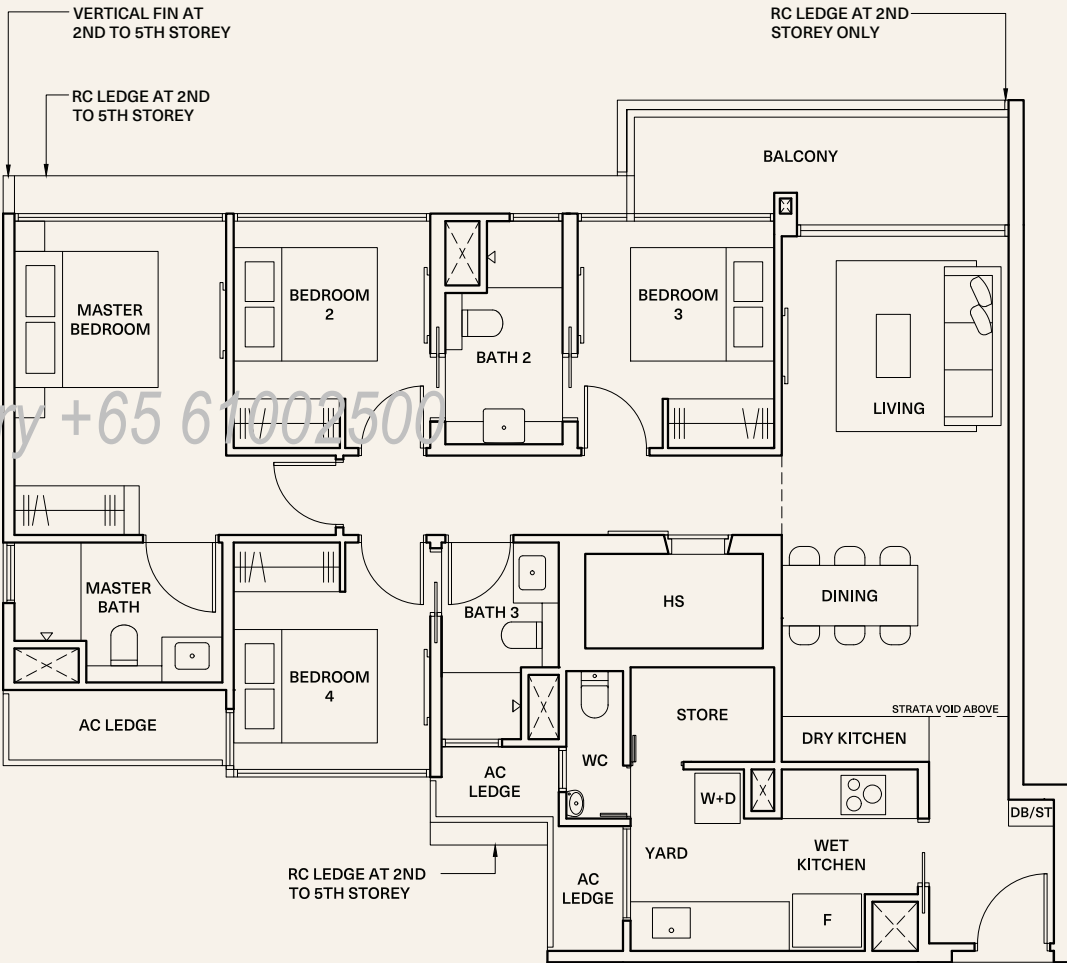 VERTICAL FIN AT
2ND TO 5TH STOREY
RC LEDGE AT 2ND
STOREY ONLY
RC LEDGE AT 2ND
TO 5TH STOREY
BALCONY
MASTER
BEDROOM
BEDROOM
2
BATH 2
BEDROOM
3
LIVING
ry +65 61002500
MASTER
BATH
BATH 3
HS
DINING
BEDROOM
4
AC LEDGE
STORE
STRATA VOID ABOVE
DRY KITCHEN
WC
AC
LEDGE
W+D
DB/ST
YARD
WET
KITCHEN
RC LEDGE AT 2ND
TO 5TH STOREY
AC
LEDGE
F